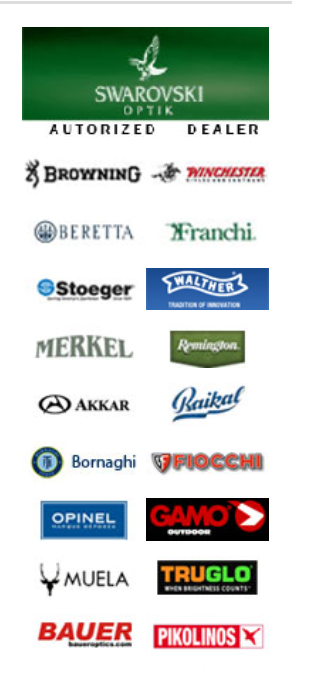 SWAROVSKI
OPTIK
AUTORIZED DEALER
BROWNING WINCHESTER
BERETTA Franchi
Stoeger WALTHER
TRADITION OF INNOVATION
MERKEL Remington
AKKAR Baikal
Bornaghi FIOCCHI
OPINEL GAMO
OUTDOOR
MUELA TRUGLO
WHEN BRIGHTNESS COUNTS
BAUER PIKOLINOS
baueroptics.com